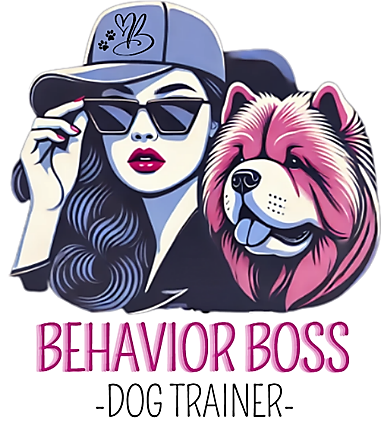 B
BEHAVIOR BOSS
-DOG TRAINER-